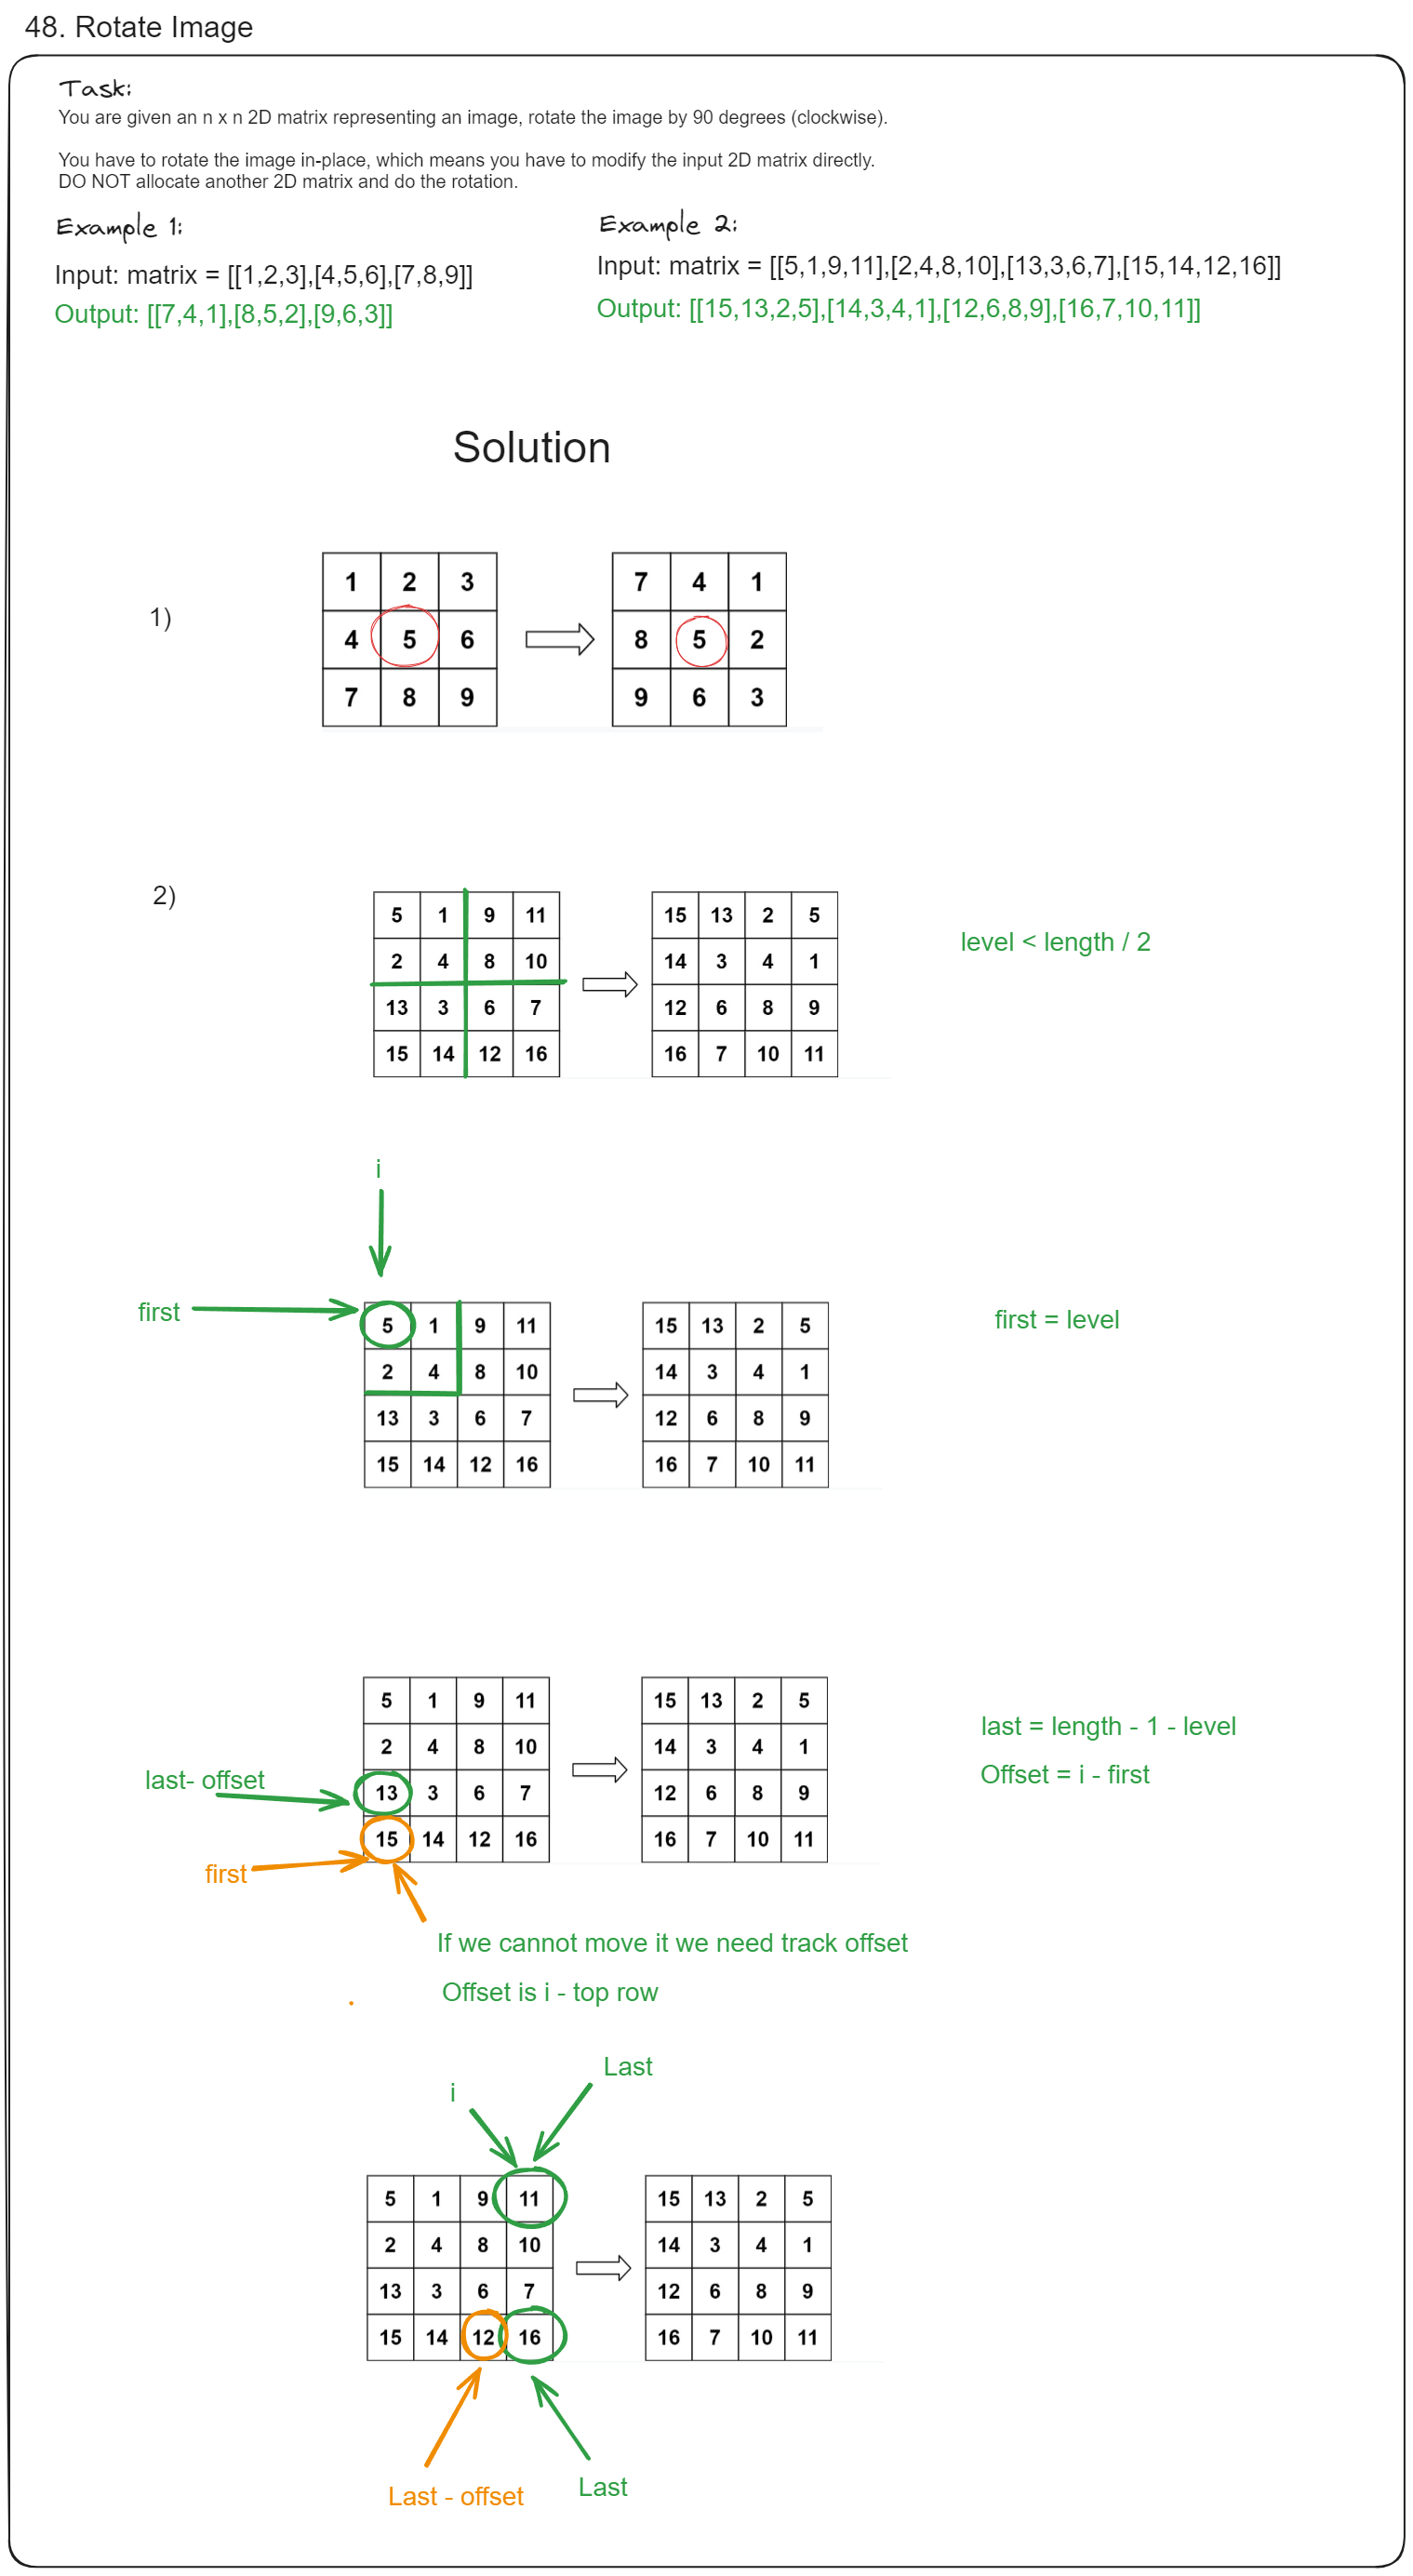 48. Rotate Image
Task:
You are given an n x n 2D matrix representing an image, rotate the image by 90 degrees (clockwise).
You have to rotate the image in-place, which means you have to modify the input 2D matrix directly.
DO NOT allocate another 2D matrix and do the rotation.
Example 1:
Input: matrix = [[1,2,3],[4,5,6],[7,8,9]]
Output: [[7,4,1],[8,5,2],[9,6,3]]
Example 2:
Input: matrix = [[5,1,9,11],[2,4,8,10],[13,3,6,7],[15,14,12,16]]
Output: [[15,13,2,5],[14,3,4,1],[12,6,8,9],[16,7,10,11]]
Solution
1)
1 2 3 7 4 1
4 5 6 8 5 2
7 8 9 9 6 3
2)
5 1 9 11 15 13 2 5
2 4 8 10 14 3 4 1
13 3 6 7 12 6 8 9
15 14 12 16 16 7 10 11
level < length / 2
i
first
5 1 9 11 15 13 2 5
2 4 8 10 14 3 4 1
13 3 6 7 12 6 8 9
15 14 12 16 16 7 10 11
first = level
5 1 9 11 15 13 2 5
2 4 8 10 14 3 4 1
13 3 6 7 12 6 8 9
15 14 12 16 16 7 10 11
last = length - 1 - level
Offset = i - first
last- offset
first
If we cannot move it we need track offset
Offset is i - top row
Last
i
5 1 9 11 15 13 2 5
2 4 8 10 14 3 4 1
13 3 6 7 12 6 8 9
15 14 12 16 16 7 10 11
Last - offset
Last